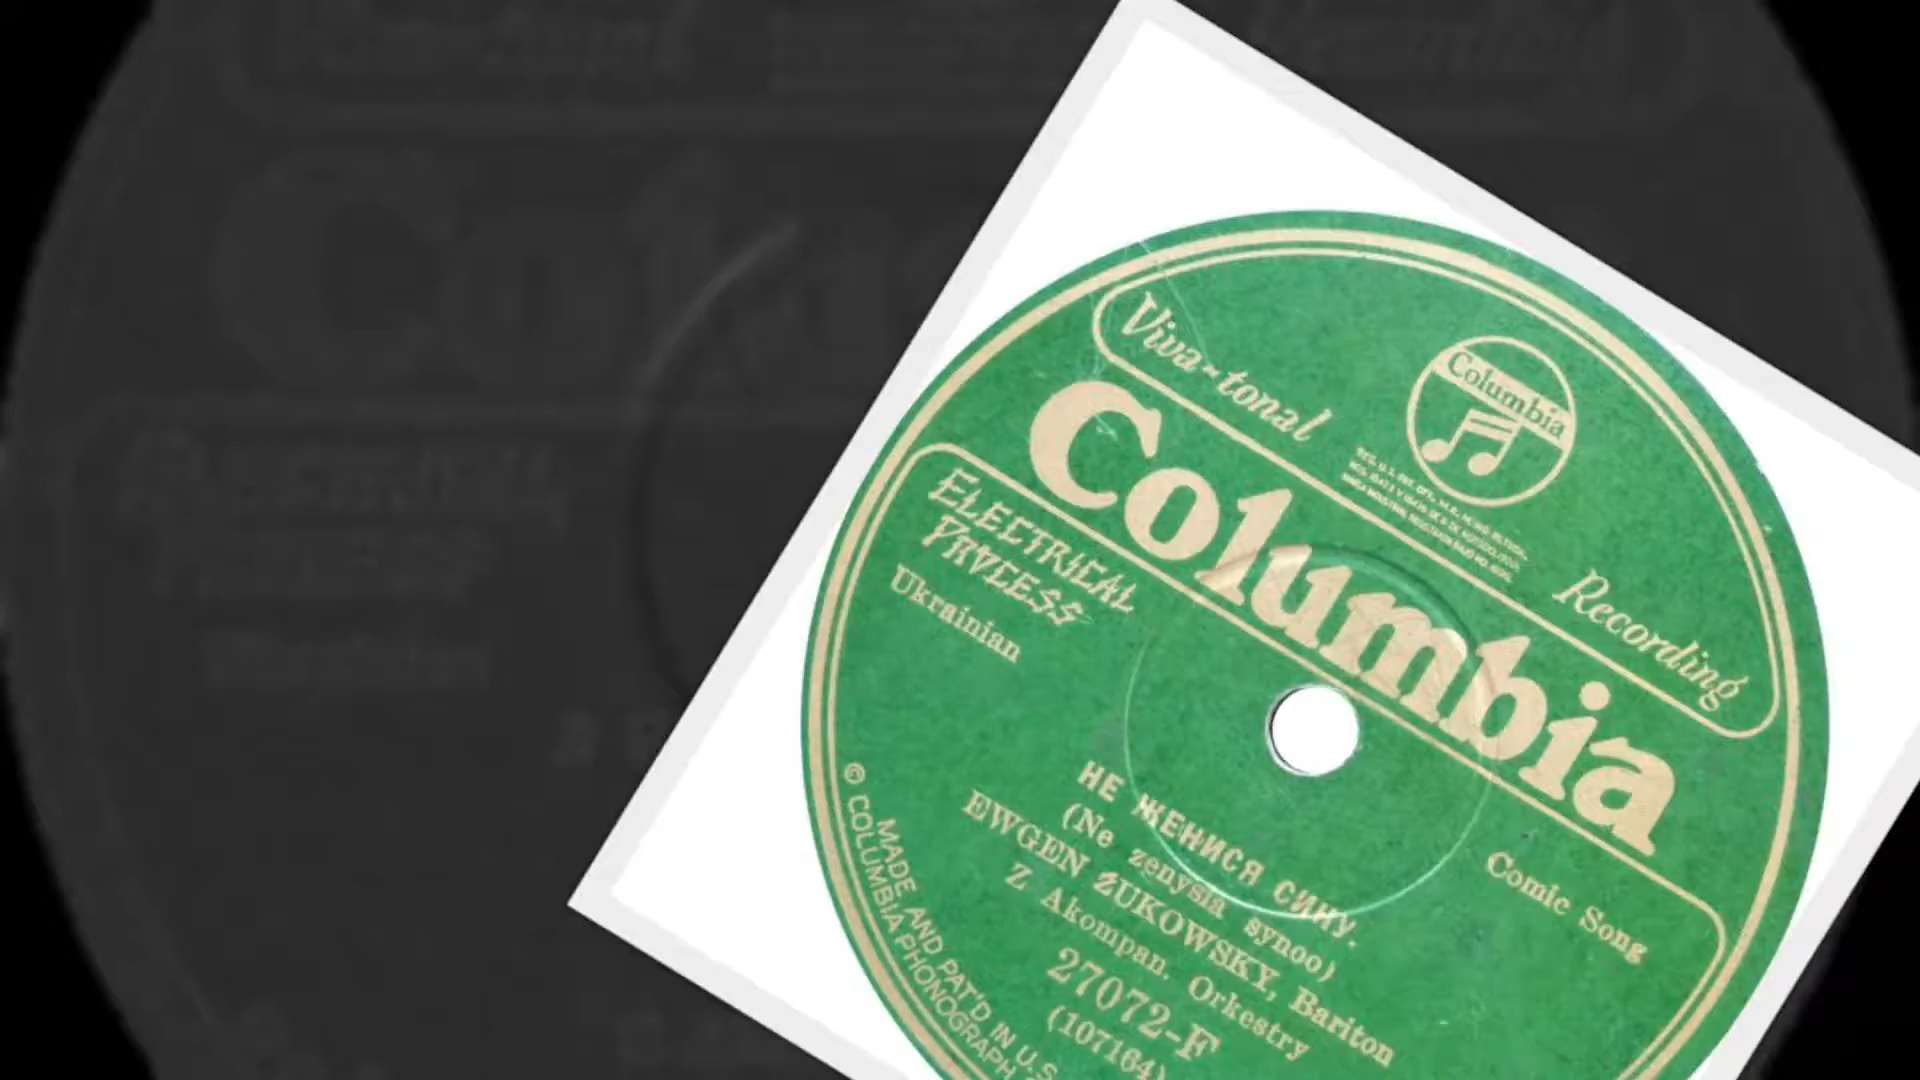 Viva-tonal
Recording
Columbia
Columbia
ELECTRICAL
PROCESS
Ukrainian
Comic Song
НЕ ЖЕНИСЯ СИНУ.
(Ne zenysia synoo)
EWGEN ZUKOWSKY, Bariton
Z Akompan. Orkestry
27072-F
(107164)
MADE AND PAT'D IN U.S.
© COLUMBIA PHONOGRAPH